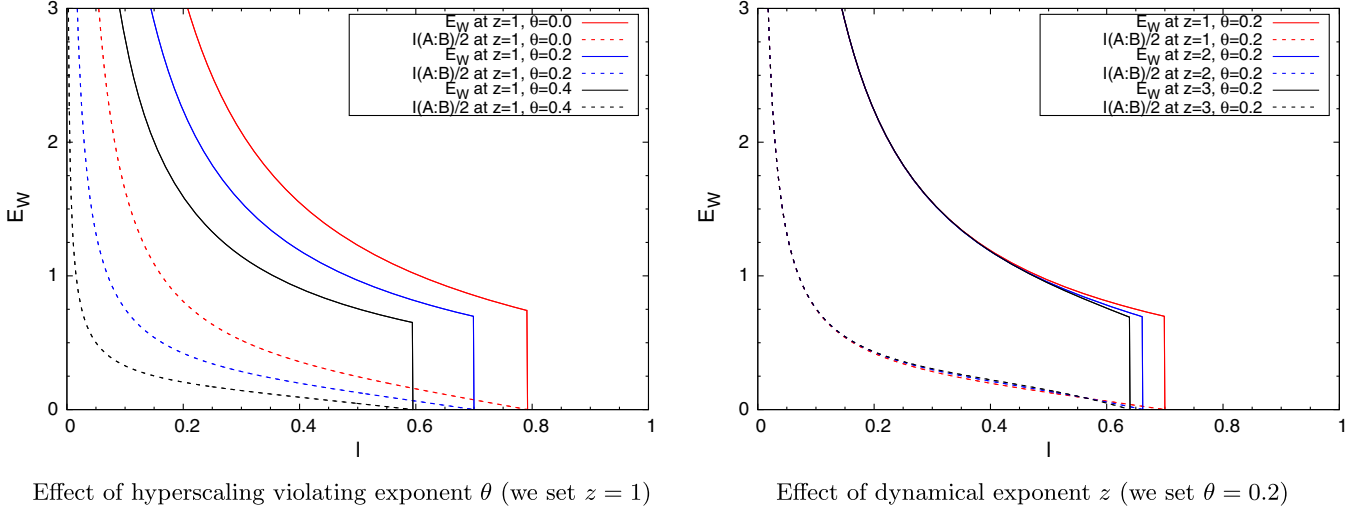 3
2
1
0
E_W
0
0.2
0.4
0.6
0.8
1
l
E_W at z=1, θ=0.0
I(A:B)/2 at z=1, θ=0.0
E_W at z=1, θ=0.2
I(A:B)/2 at z=1, θ=0.2
E_W at z=1, θ=0.4
I(A:B)/2 at z=1, θ=0.4
Effect of hyperscaling violating exponent θ (we set z = 1)
3
2
1
0
E_W
0
0.2
0.4
0.6
0.8
1
l
E_W at z=1, θ=0.2
I(A:B)/2 at z=1, θ=0.2
E_W at z=2, θ=0.2
I(A:B)/2 at z=2, θ=0.2
E_W at z=3, θ=0.2
I(A:B)/2 at z=3, θ=0.2
Effect of dynamical exponent z (we set θ = 0.2)